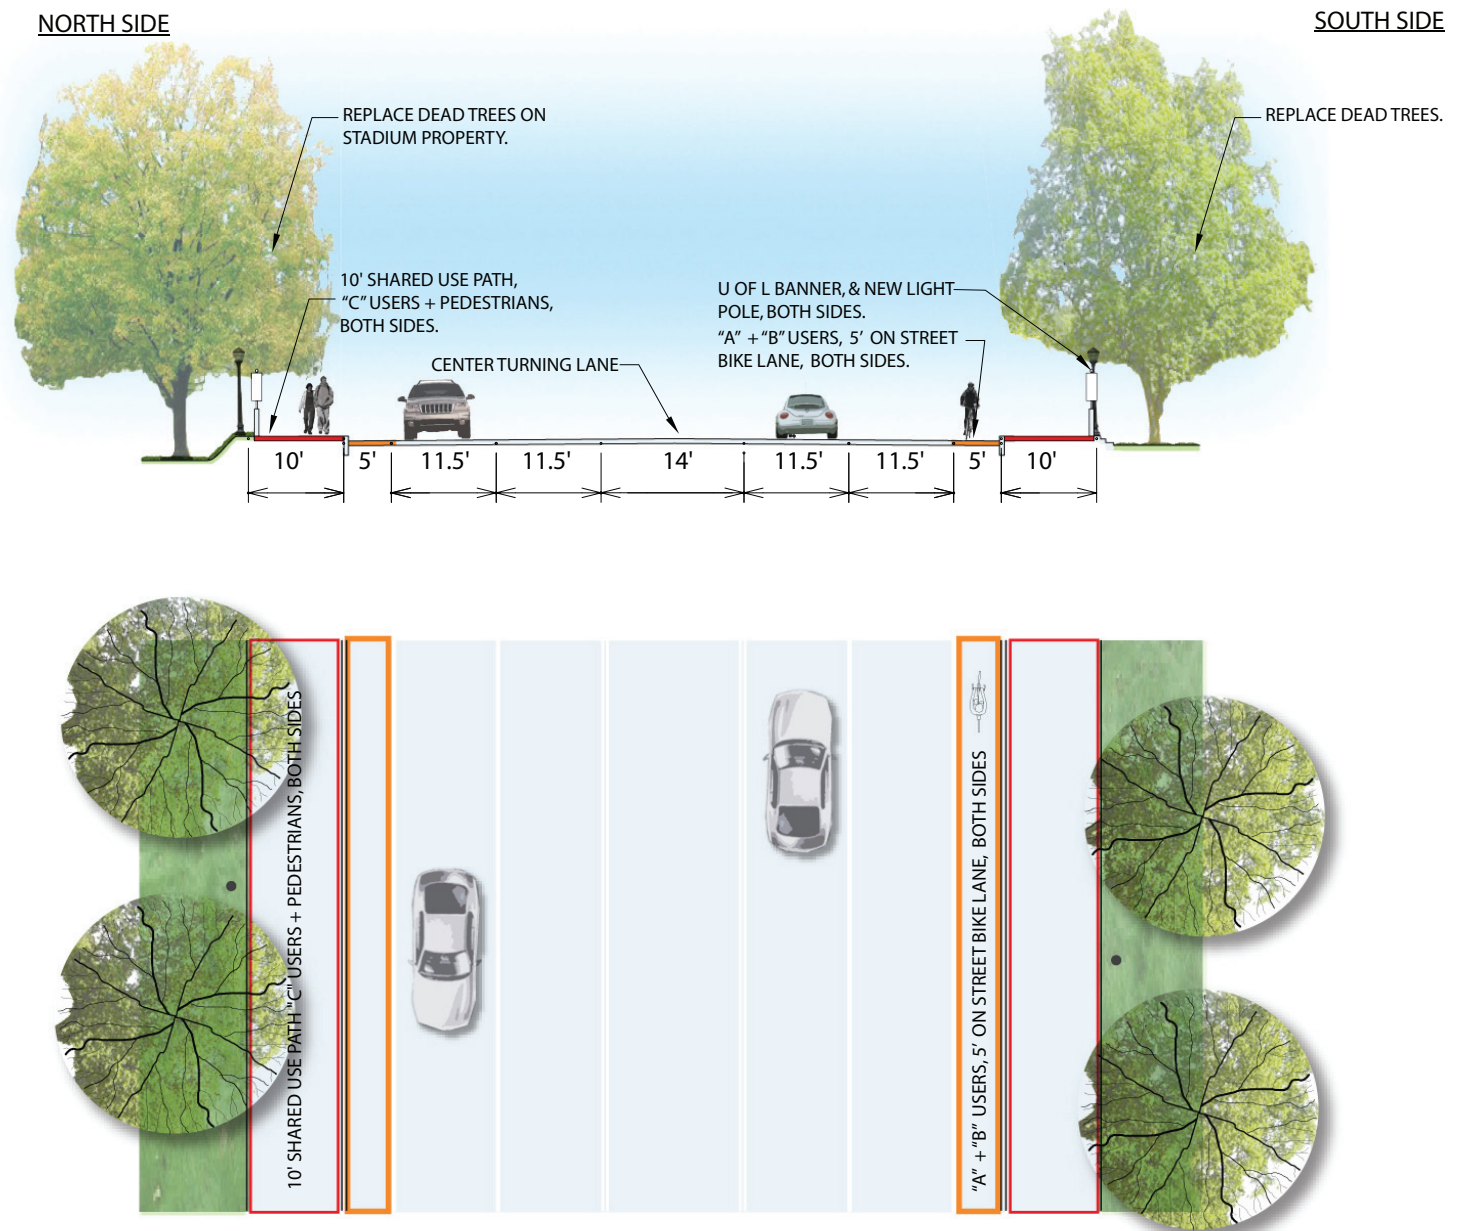 NORTH SIDE
SOUTH SIDE
REPLACE DEAD TREES ON
STADIUM PROPERTY.
REPLACE DEAD TREES.
10' SHARED USE PATH,
“C” USERS + PEDESTRIANS,
BOTH SIDES.
U OF L BANNER, & NEW LIGHT
POLE, BOTH SIDES.
“A” + “B” USERS, 5’ ON STREET
BIKE LANE, BOTH SIDES.
CENTER TURNING LANE
10' 5' 11.5' 11.5' 14' 11.5' 11.5' 5' 10'
10' SHARED USE PATH “C” USERS + PEDESTRIANS, BOTH SIDES
“A” + “B” USERS, 5’ ON STREET BIKE LANE, BOTH SIDES